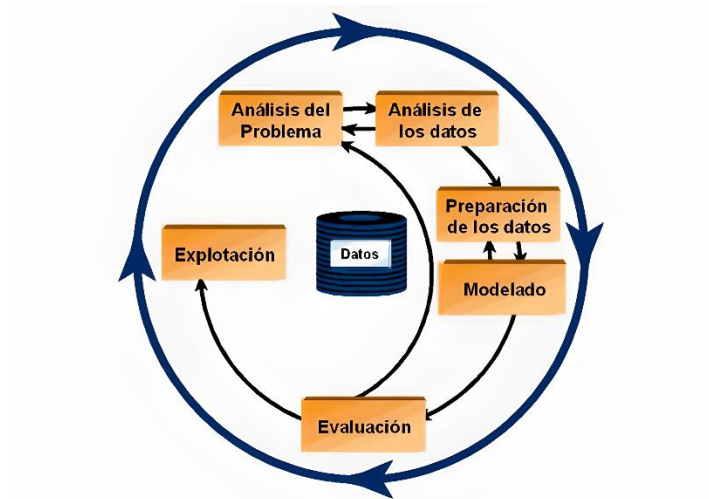 Análisis del
Problema
Análisis de
los datos
Preparación
de los datos
Explotación
Datos
Modelado
Evaluación